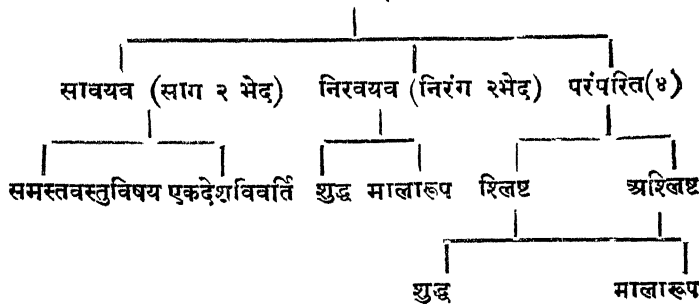 सावयव (साग २ भेद) निरवयव (निरंग २भेद) परंपरित(४)
समस्तवस्तुविषय एकदेशविवर्ति शुद्ध मालारूप श्लिष्ट अश्लिष्ट
शुद्ध मालारूप